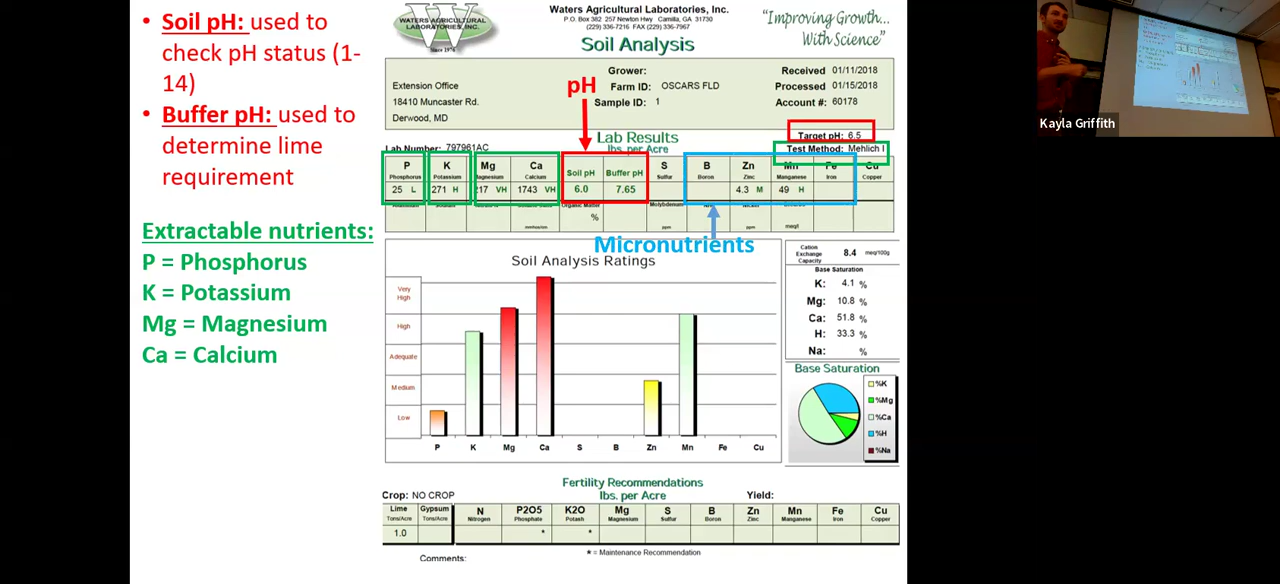 • Soil pH: used to
check pH status (1-
14)
• Buffer pH: used to
determine lime
requirement
Extractable nutrients:
P = Phosphorus
K = Potassium
Mg = Magnesium
Ca = Calcium
WATERS
AGRICULTURAL
LABORATORIES, INC.
Since 1976
Waters Agricultural Laboratories, Inc.
P.O. Box 382 257 Newton Hwy Camilla, GA 31730
(229) 336-7216 FAX (229) 336-7967
Soil Analysis
"Improving Growth...
With Science"
Extension Office
18410 Muncaster Rd.
Derwood, MD
Grower:
Farm ID: OSCARS FLD
Sample ID: 1
Received 01/11/2018
Processed 01/15/2018
Account #: 60178
pH
Lab Results
lbs. per Acre
Lab Number: 797961AC
Target pH: 6.5
Test Method: Mehlich I
P K Mg Ca Soil pH Buffer pH S B Zn Mn Fe Cu
Phosphorus Potassium Magnesium Calcium Sulfur Boron Zinc Manganese Iron Copper
25 L 271 H 217 VH 1743 VH 6.0 7.65 4.3 M 49 H
Organic Matter Molybdenum
% ppm ppm meq/l
Micronutrients
Soil Analysis Ratings
Very
High
High
Adequate
Medium
Low
P K Mg Ca S B Zn Mn Fe Cu
Cation
Exchange
Capacity
8.4 meq/100g
Base Saturation
K: 4.1 %
Mg: 10.8 %
Ca: 51.8 %
H: 33.3 %
Na: %
Base Saturation
%K
%Mg
%Ca
%H
%Na
Fertility Recommendations
Crop: NO CROP lbs. per Acre Yield:
Lime Gypsum N P2O5 K2O Mg S B Zn Mn Fe Cu
Tons/Acre Tons/Acre Nitrogen Phosphate Potash Magnesium Sulfur Boron Zinc Manganese Iron Copper
1.0 * *
* = Maintenance Recommendation
Comments:
Kayla Griffith